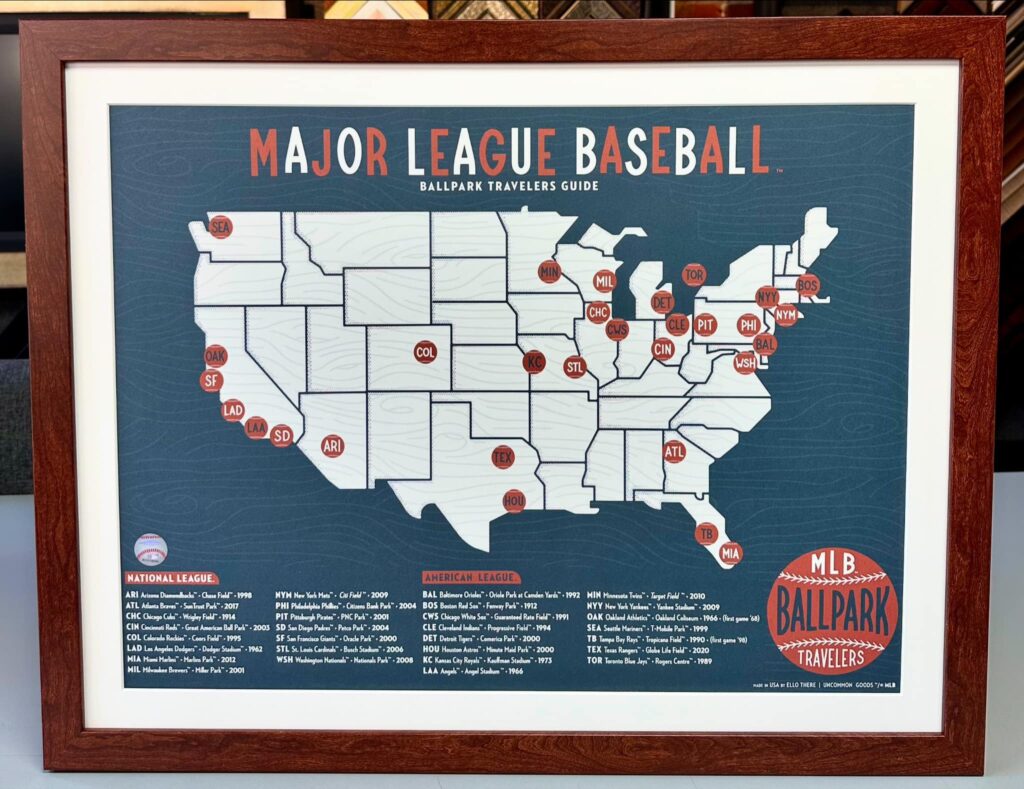 MAJOR LEAGUE BASEBALL™
BALLPARK TRAVELERS GUIDE
SEA
MIN
MIL
TOR
BOS
DET
NYY
NYM
CHC
CWS
CLE
PIT
PHI
BAL
OAK
SF
COL
KC
STL
CIN
WSH
LAD
LAA
SD
ARI
TEX
ATL
HOU
TB
MIA
NATIONAL LEAGUE.
ARI Arizona Diamondbacks™ • Chase Field™ • 1998
ATL Atlanta Braves™ • SunTrust Park™ • 2017
CHC Chicago Cubs™ • Wrigley Field™ • 1914
CIN Cincinnati Reds™ • Great American Ball Park™ • 2003
COL Colorado Rockies™ • Coors Field™ • 1995
LAD Los Angeles Dodgers™ • Dodger Stadium™ • 1962
MIA Miami Marlins™ • Marlins Park™ • 2012
MIL Milwaukee Brewers™ • Miller Park™ • 2001
NYM New York Mets™ • Citi Field™ • 2009
PHI Philadelphia Phillies™ • Citizens Bank Park™ • 2004
PIT Pittsburgh Pirates™ • PNC Park™ • 2001
SD San Diego Padres™ • Petco Park™ • 2004
SF San Francisco Giants™ • Oracle Park™ • 2000
STL St. Louis Cardinals™ • Busch Stadium™ • 2006
WSH Washington Nationals™ • Nationals Park™ • 2008
AMERICAN LEAGUE.
BAL Baltimore Orioles™ • Oriole Park at Camden Yards™ • 1992
BOS Boston Red Sox™ • Fenway Park™ • 1912
CWS Chicago White Sox™ • Guaranteed Rate Field™ • 1991
CLE Cleveland Indians™ • Progressive Field™ • 1994
DET Detroit Tigers™ • Comerica Park™ • 2000
HOU Houston Astros™ • Minute Maid Park™ • 2000
KC Kansas City Royals™ • Kauffman Stadium™ • 1973
LAA Angels™ • Angel Stadium™ • 1966
MIN Minnesota Twins™ • Target Field™ • 2010
NYY New York Yankees™ • Yankee Stadium™ • 2009
OAK Oakland Athletics™ • Oakland Coliseum™ • 1966 (first game '68)
SEA Seattle Mariners™ • T-Mobile Park™ • 1999
TB Tampa Bay Rays™ • Tropicana Field™ • 1990 (first game '98)
TEX Texas Rangers™ • Globe Life Field™ • 2020
TOR Toronto Blue Jays™ • Rogers Centre™ • 1989
MLB.
BALLPARK
TRAVELERS
MADE IN USA BY ELLO THERE | UNCOMMON GOODS ™/® MLB